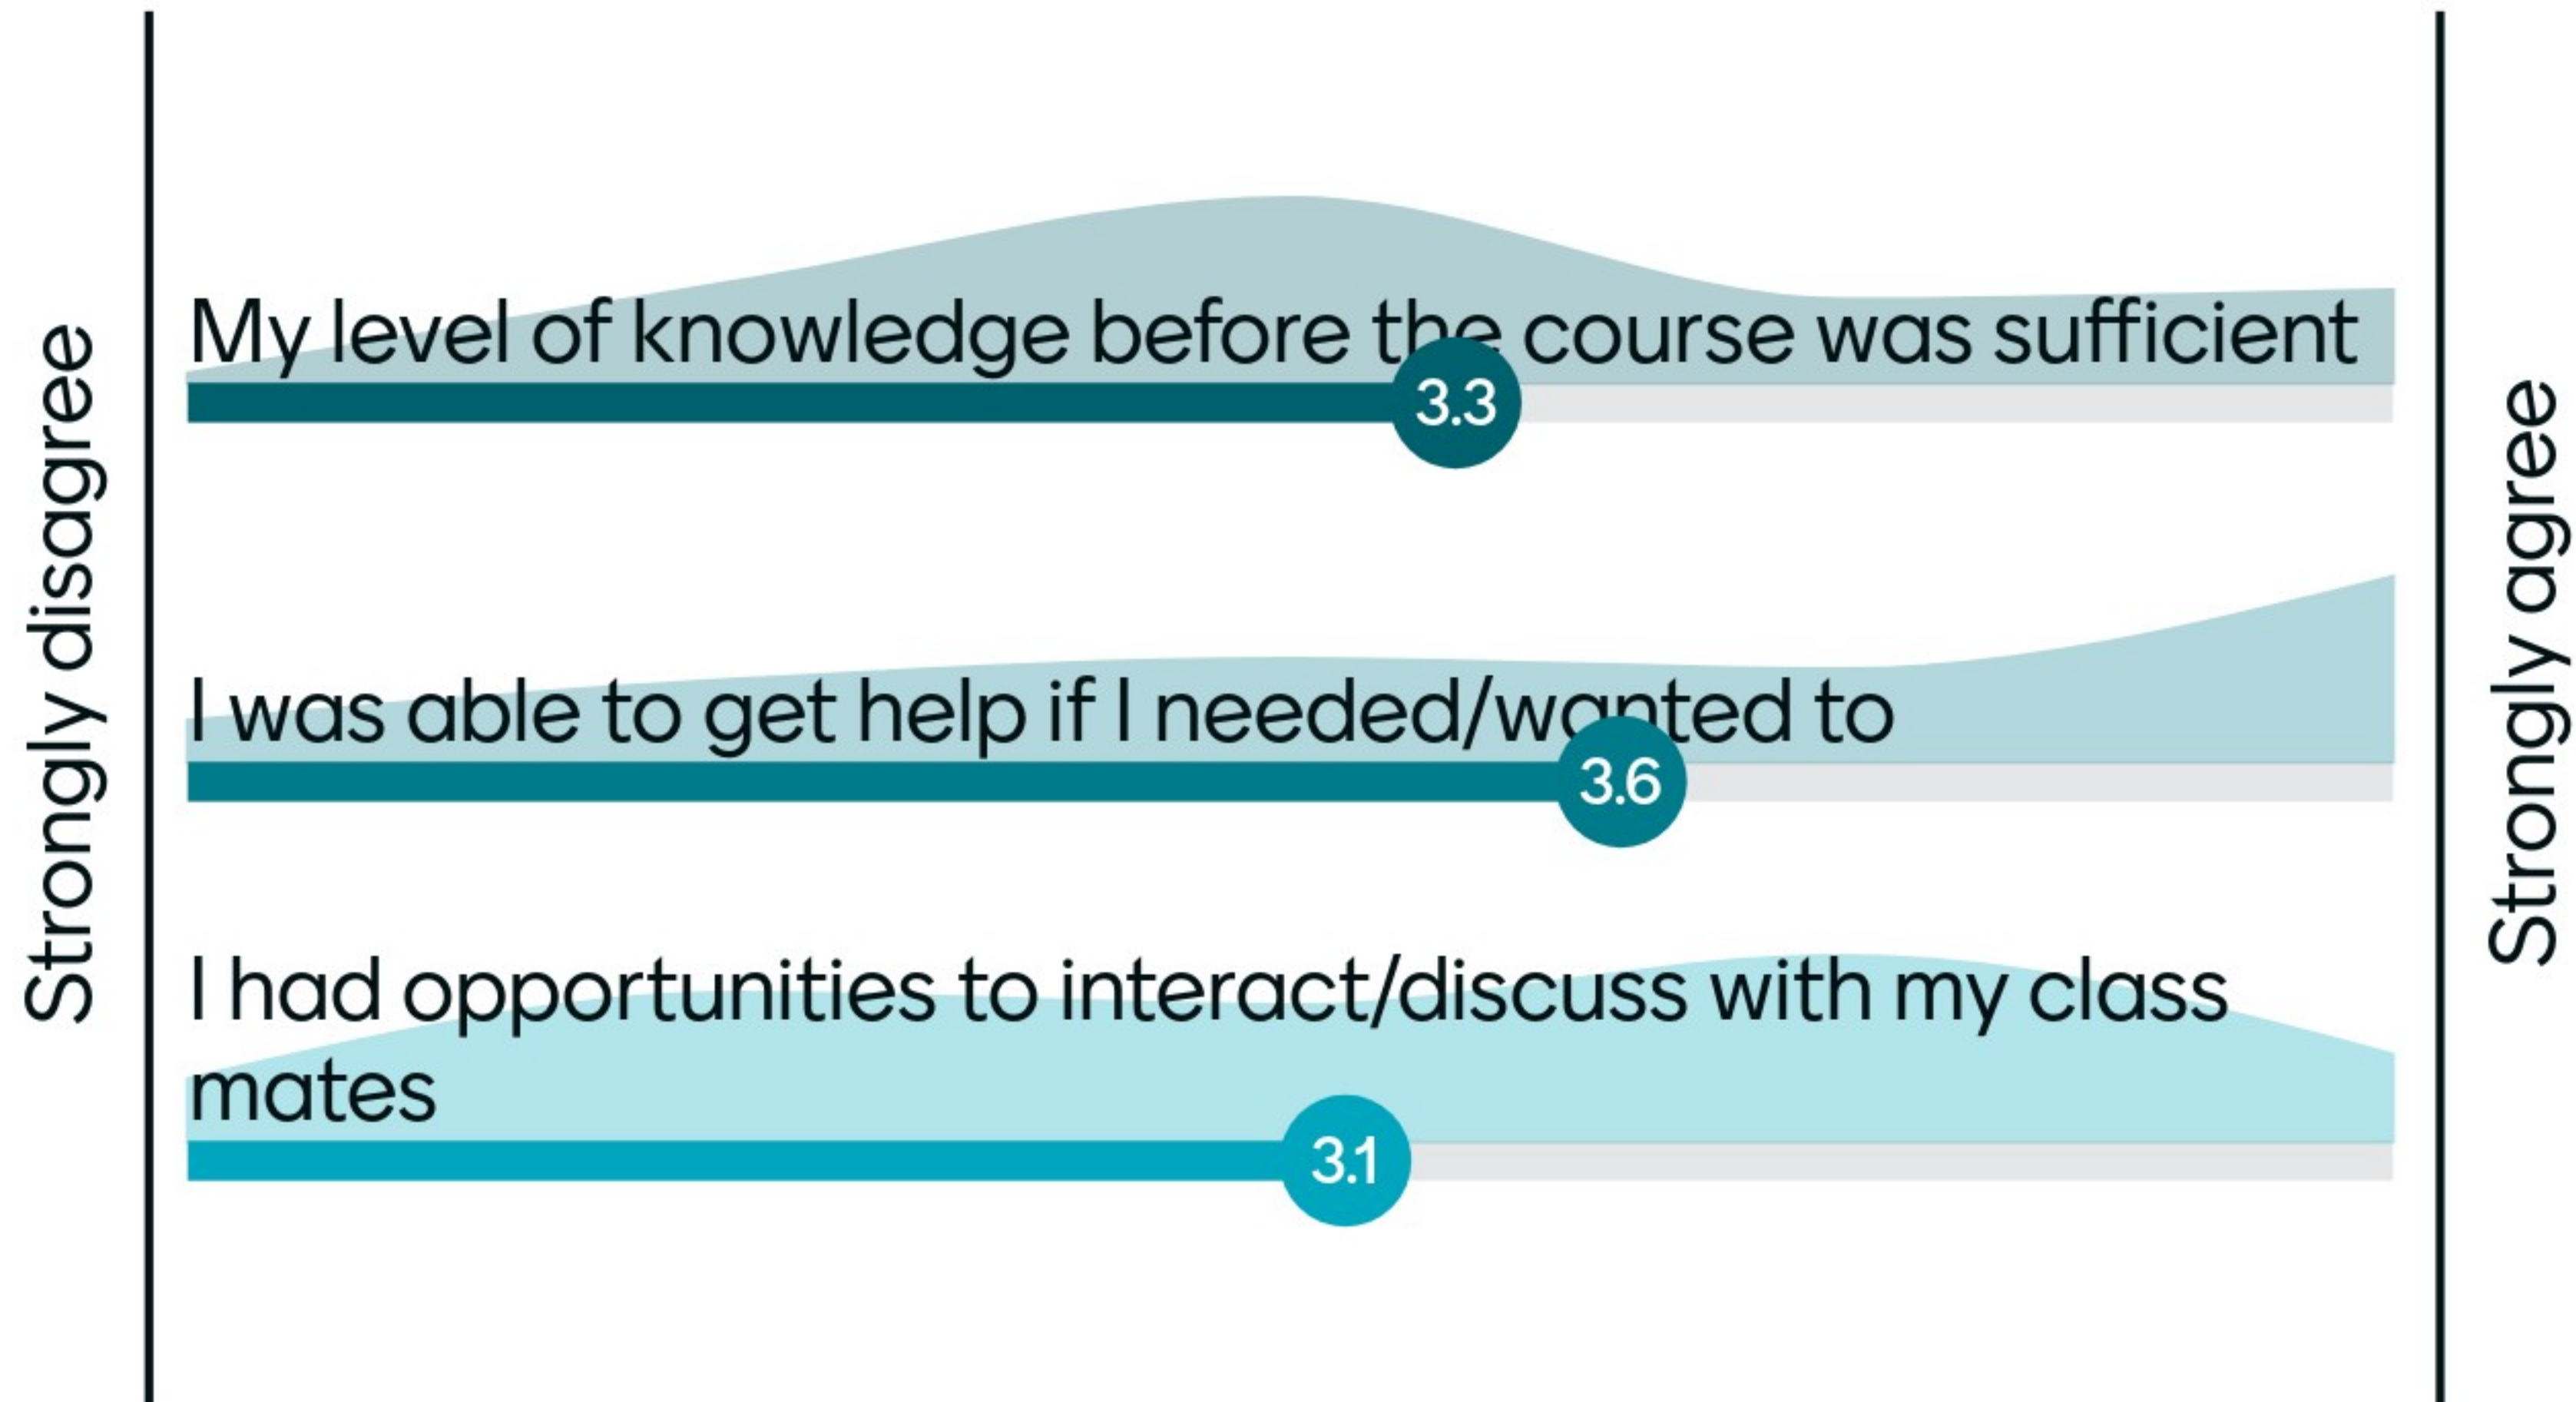 Strongly disagree
My level of knowledge before the course was sufficient
3.3
I was able to get help if I needed/wanted to
3.6
I had opportunities to interact/discuss with my class
mates
3.1
Strongly agree